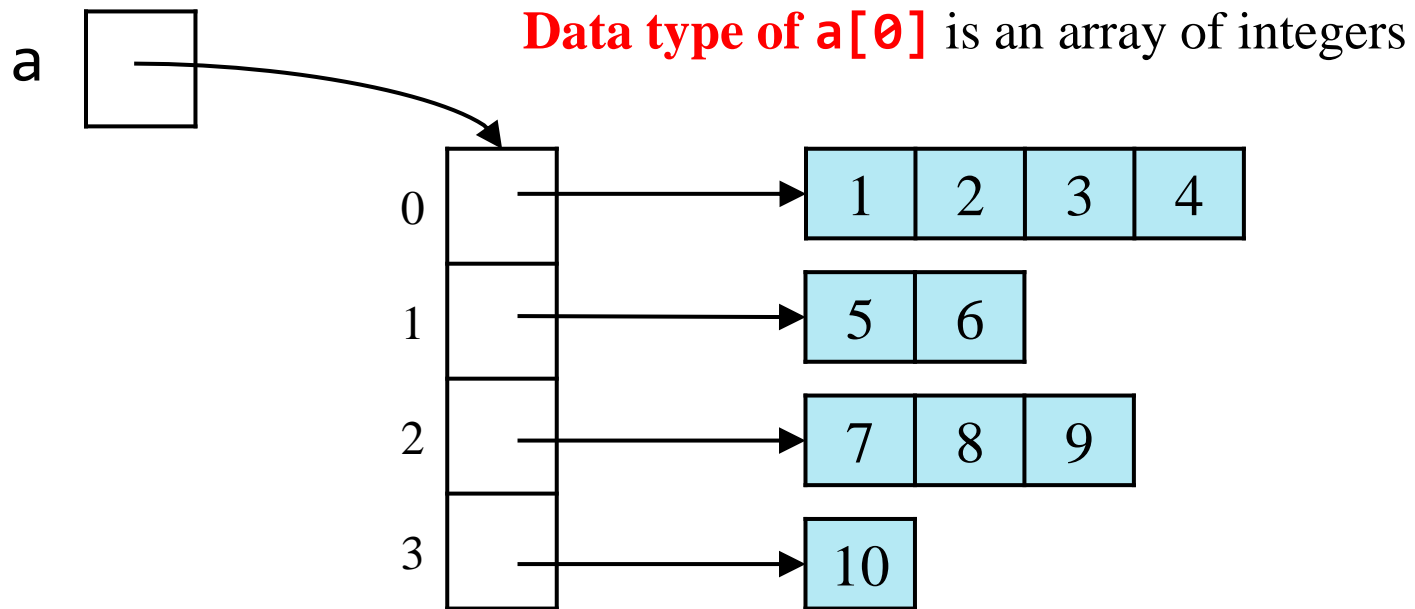 Data type of a[0] is an array of integers
a
0 1 2 3 4
1 5 6
2 7 8 9
3 10